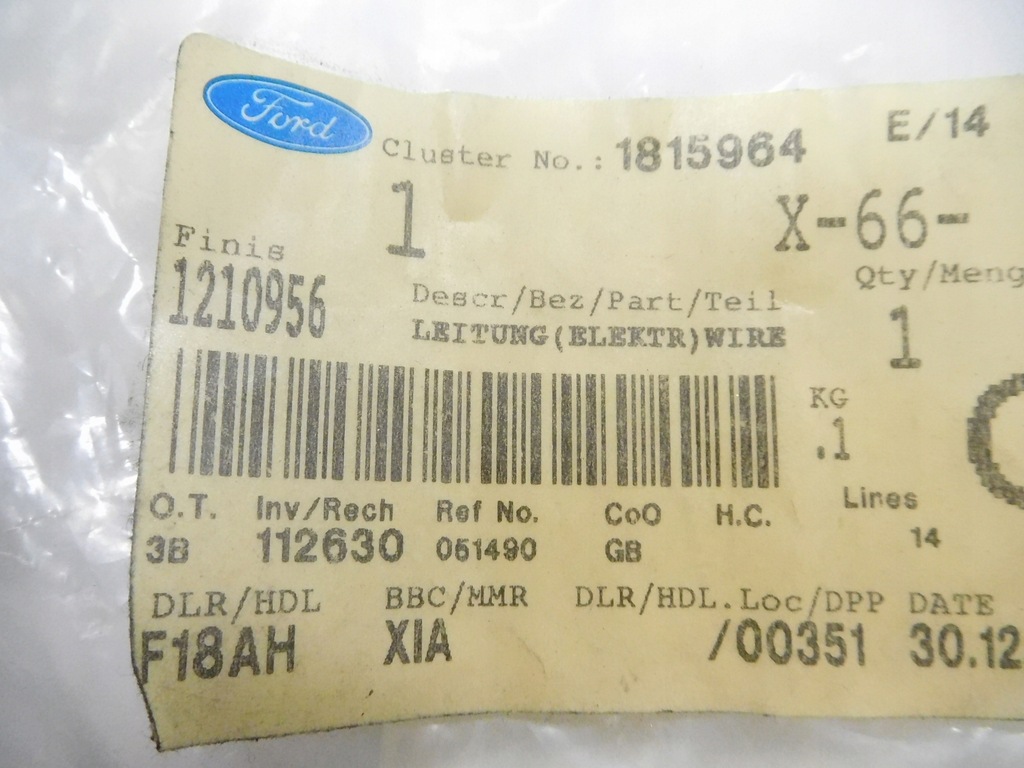 Ford
Cluster No.: 1815964 E/14
1 X-66-
Finis
1210956
Descr/Bez/Part/Teil
LEITUNG(ELEKTR)WIRE
Qty/Meng
1
KG
.1
O.T. Inv/Rech Ref No. CoO H.C. Lines
3B 112630 051490 GB 14
DLR/HDL BBC/MMR DLR/HDL.Loc/DPP DATE
F18AH XIA /00351 30.12